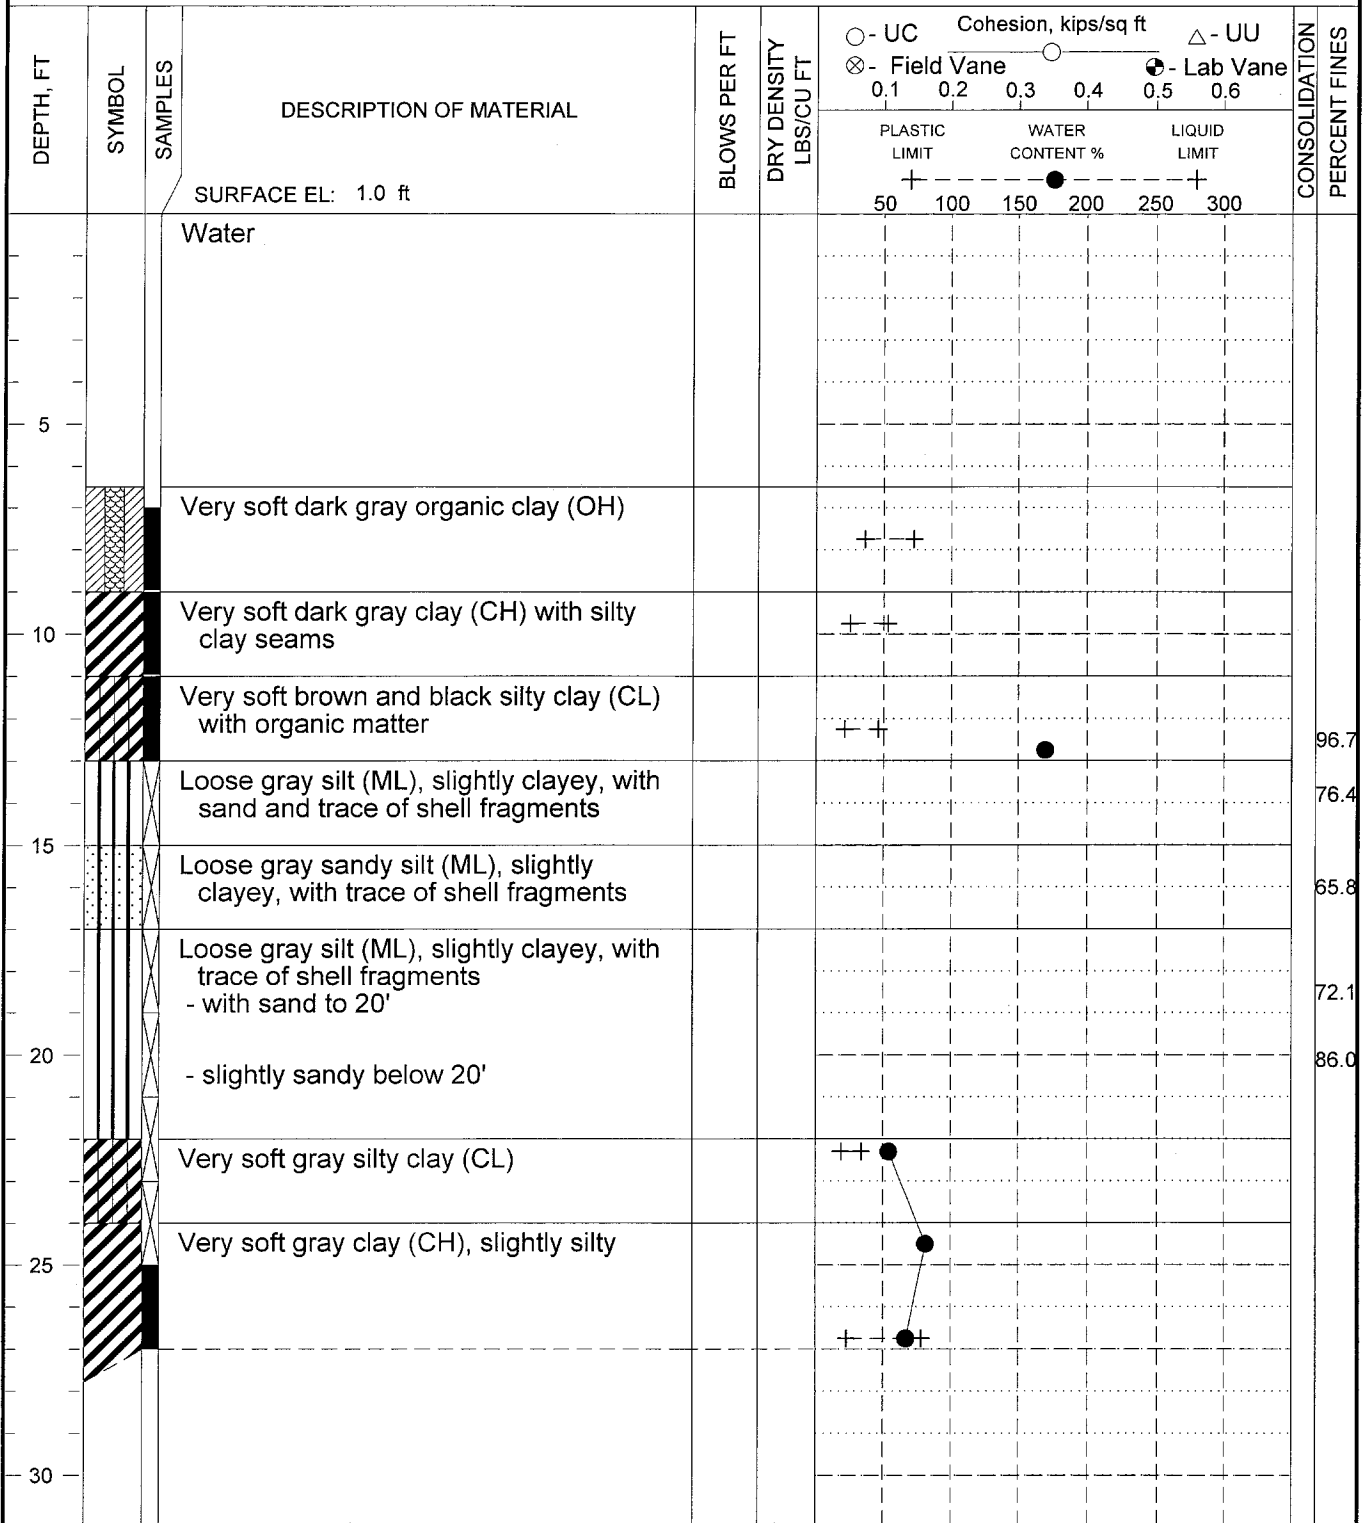 DEPTH, FT
SYMBOL
SAMPLES
DESCRIPTION OF MATERIAL
SURFACE EL: 1.0 ft
BLOWS PER FT
DRY DENSITY
LBS/CU FT
Cohesion, kips/sq ft
- UC
- UU
- Field Vane
- Lab Vane
0.1 0.2 0.3 0.4 0.5 0.6
PLASTIC LIMIT
WATER CONTENT %
LIQUID LIMIT
50 100 150 200 250 300
CONSOLIDATION
PERCENT FINES
Water
5
Very soft dark gray organic clay (OH)
Very soft dark gray clay (CH) with silty
clay seams
10
Very soft brown and black silty clay (CL)
with organic matter
96.7
Loose gray silt (ML), slightly clayey, with
sand and trace of shell fragments
76.4
15
Loose gray sandy silt (ML), slightly
clayey, with trace of shell fragments
65.8
Loose gray silt (ML), slightly clayey, with
trace of shell fragments
- with sand to 20'
72.1
20
86.0
- slightly sandy below 20'
Very soft gray silty clay (CL)
Very soft gray clay (CH), slightly silty
25
30